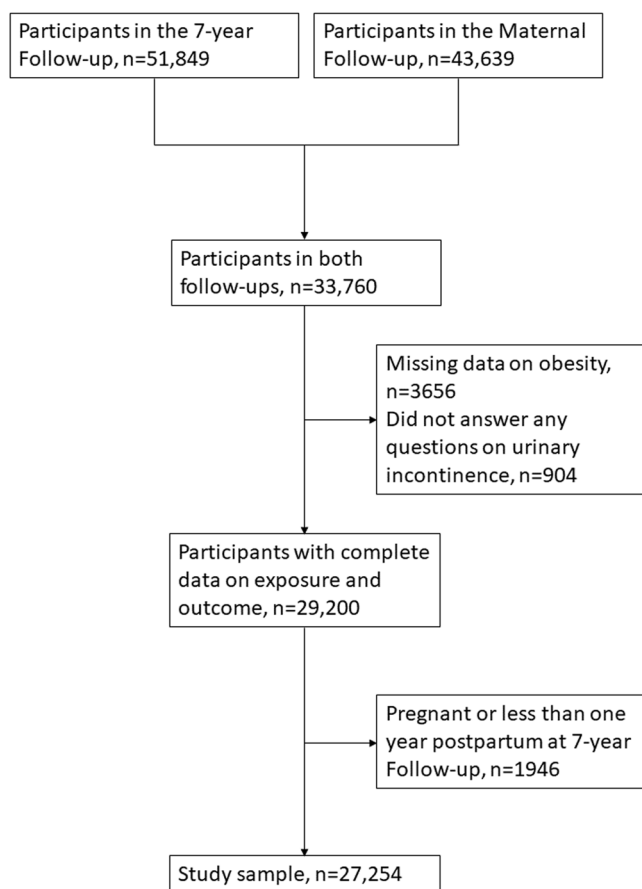 Participants in the 7-year
Follow-up, n=51,849
Participants in the Maternal
Follow-up, n=43,639
Participants in both
follow-ups, n=33,760
Missing data on obesity,
n=3656
Did not answer any
questions on urinary
incontinence, n=904
Participants with complete
data on exposure and
outcome, n=29,200
Pregnant or less than one
year postpartum at 7-year
Follow-up, n=1946
Study sample, n=27,254